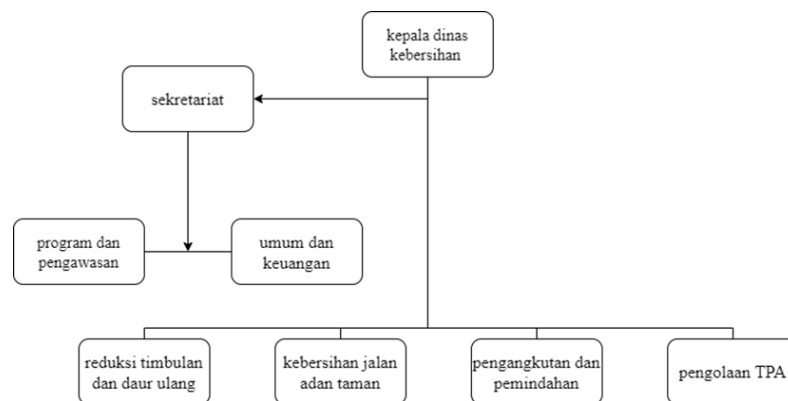 kepala dinas
kebersihan
sekretariat
program dan
pengawasan
umum dan
keuangan
reduksi timbulan
dan daur ulang
kebersihan jalan
adan taman
pengangkutan dan
pemindahan
pengolaan TPA